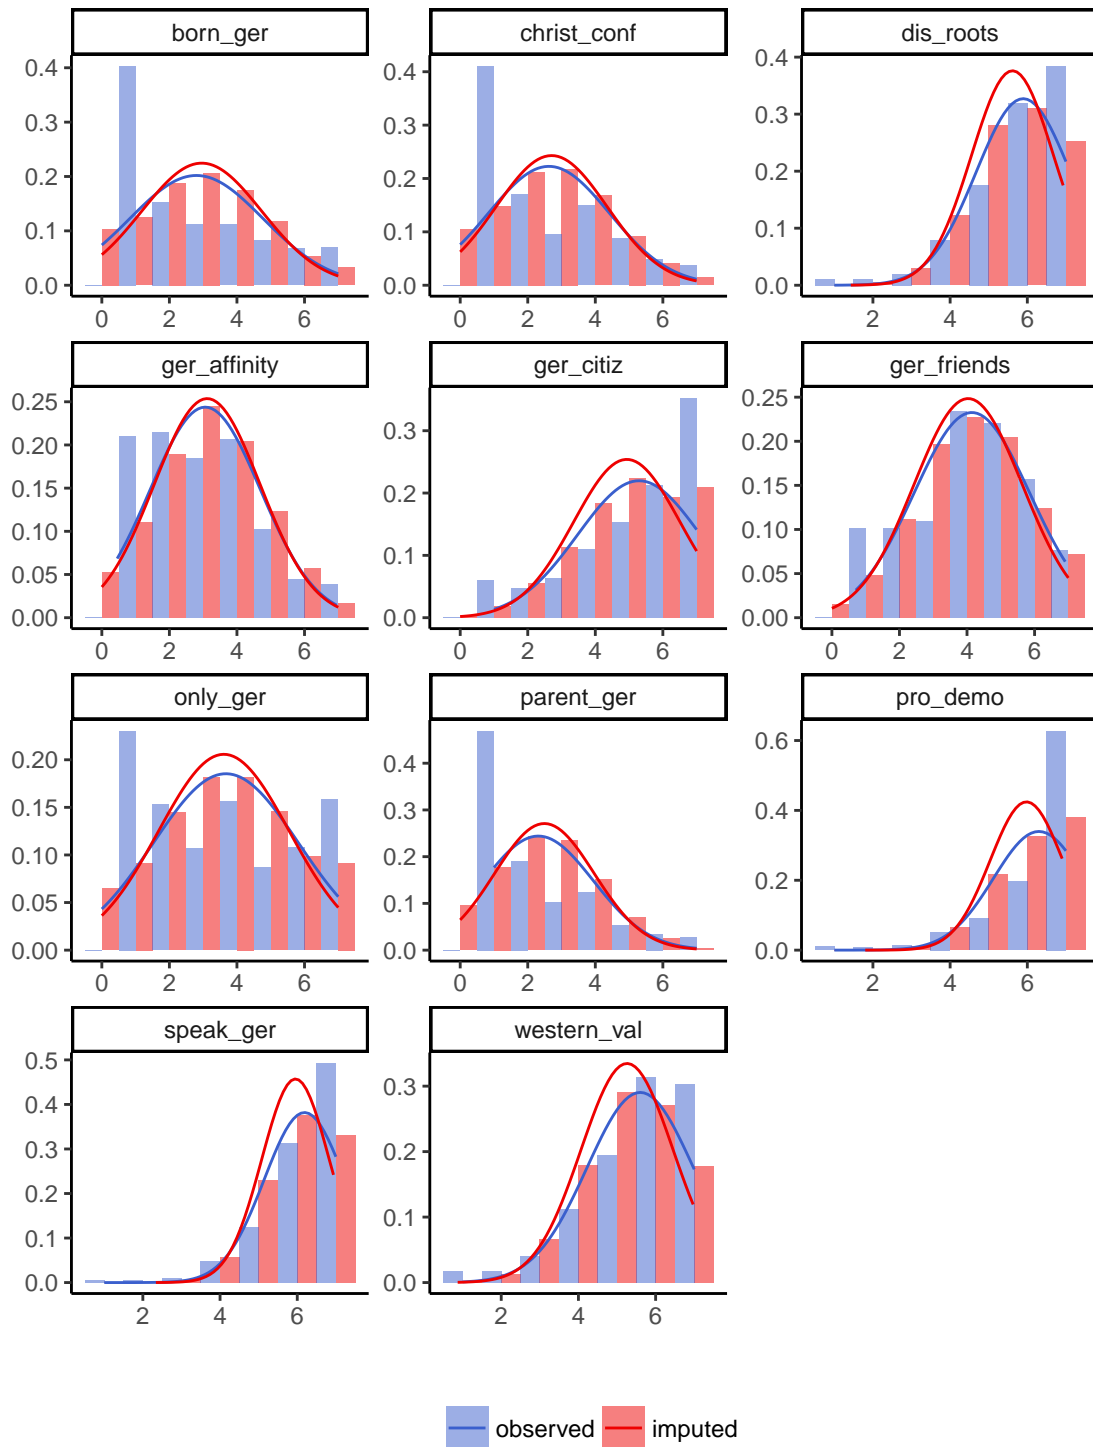 born_ger christ_conf dis_roots
0.4 0.4 0.4
0.3 0.3 0.3
0.2 0.2 0.2
0.1 0.1 0.1
0.0 0.0 0.0
0 2 4 6 0 2 4 6 2 4 6
ger_affinity ger_citiz ger_friends
0.25 0.3 0.25
0.20 0.2 0.20
0.15 0.1 0.15
0.10 0.0 0.10
0.05 0.05
0.00 0.00
0 2 4 6 0 2 4 6 0 2 4 6
only_ger parent_ger pro_demo
0.20 0.4 0.6
0.15 0.3 0.4
0.10 0.2 0.2
0.05 0.1 0.0
0.00 0.0
0 2 4 6 0 2 4 6 2 4 6
speak_ger western_val
0.5 0.3
0.4 0.2
0.3 0.1
0.2 0.0
0.1
0.0
2 4 6 2 4 6
observed imputed